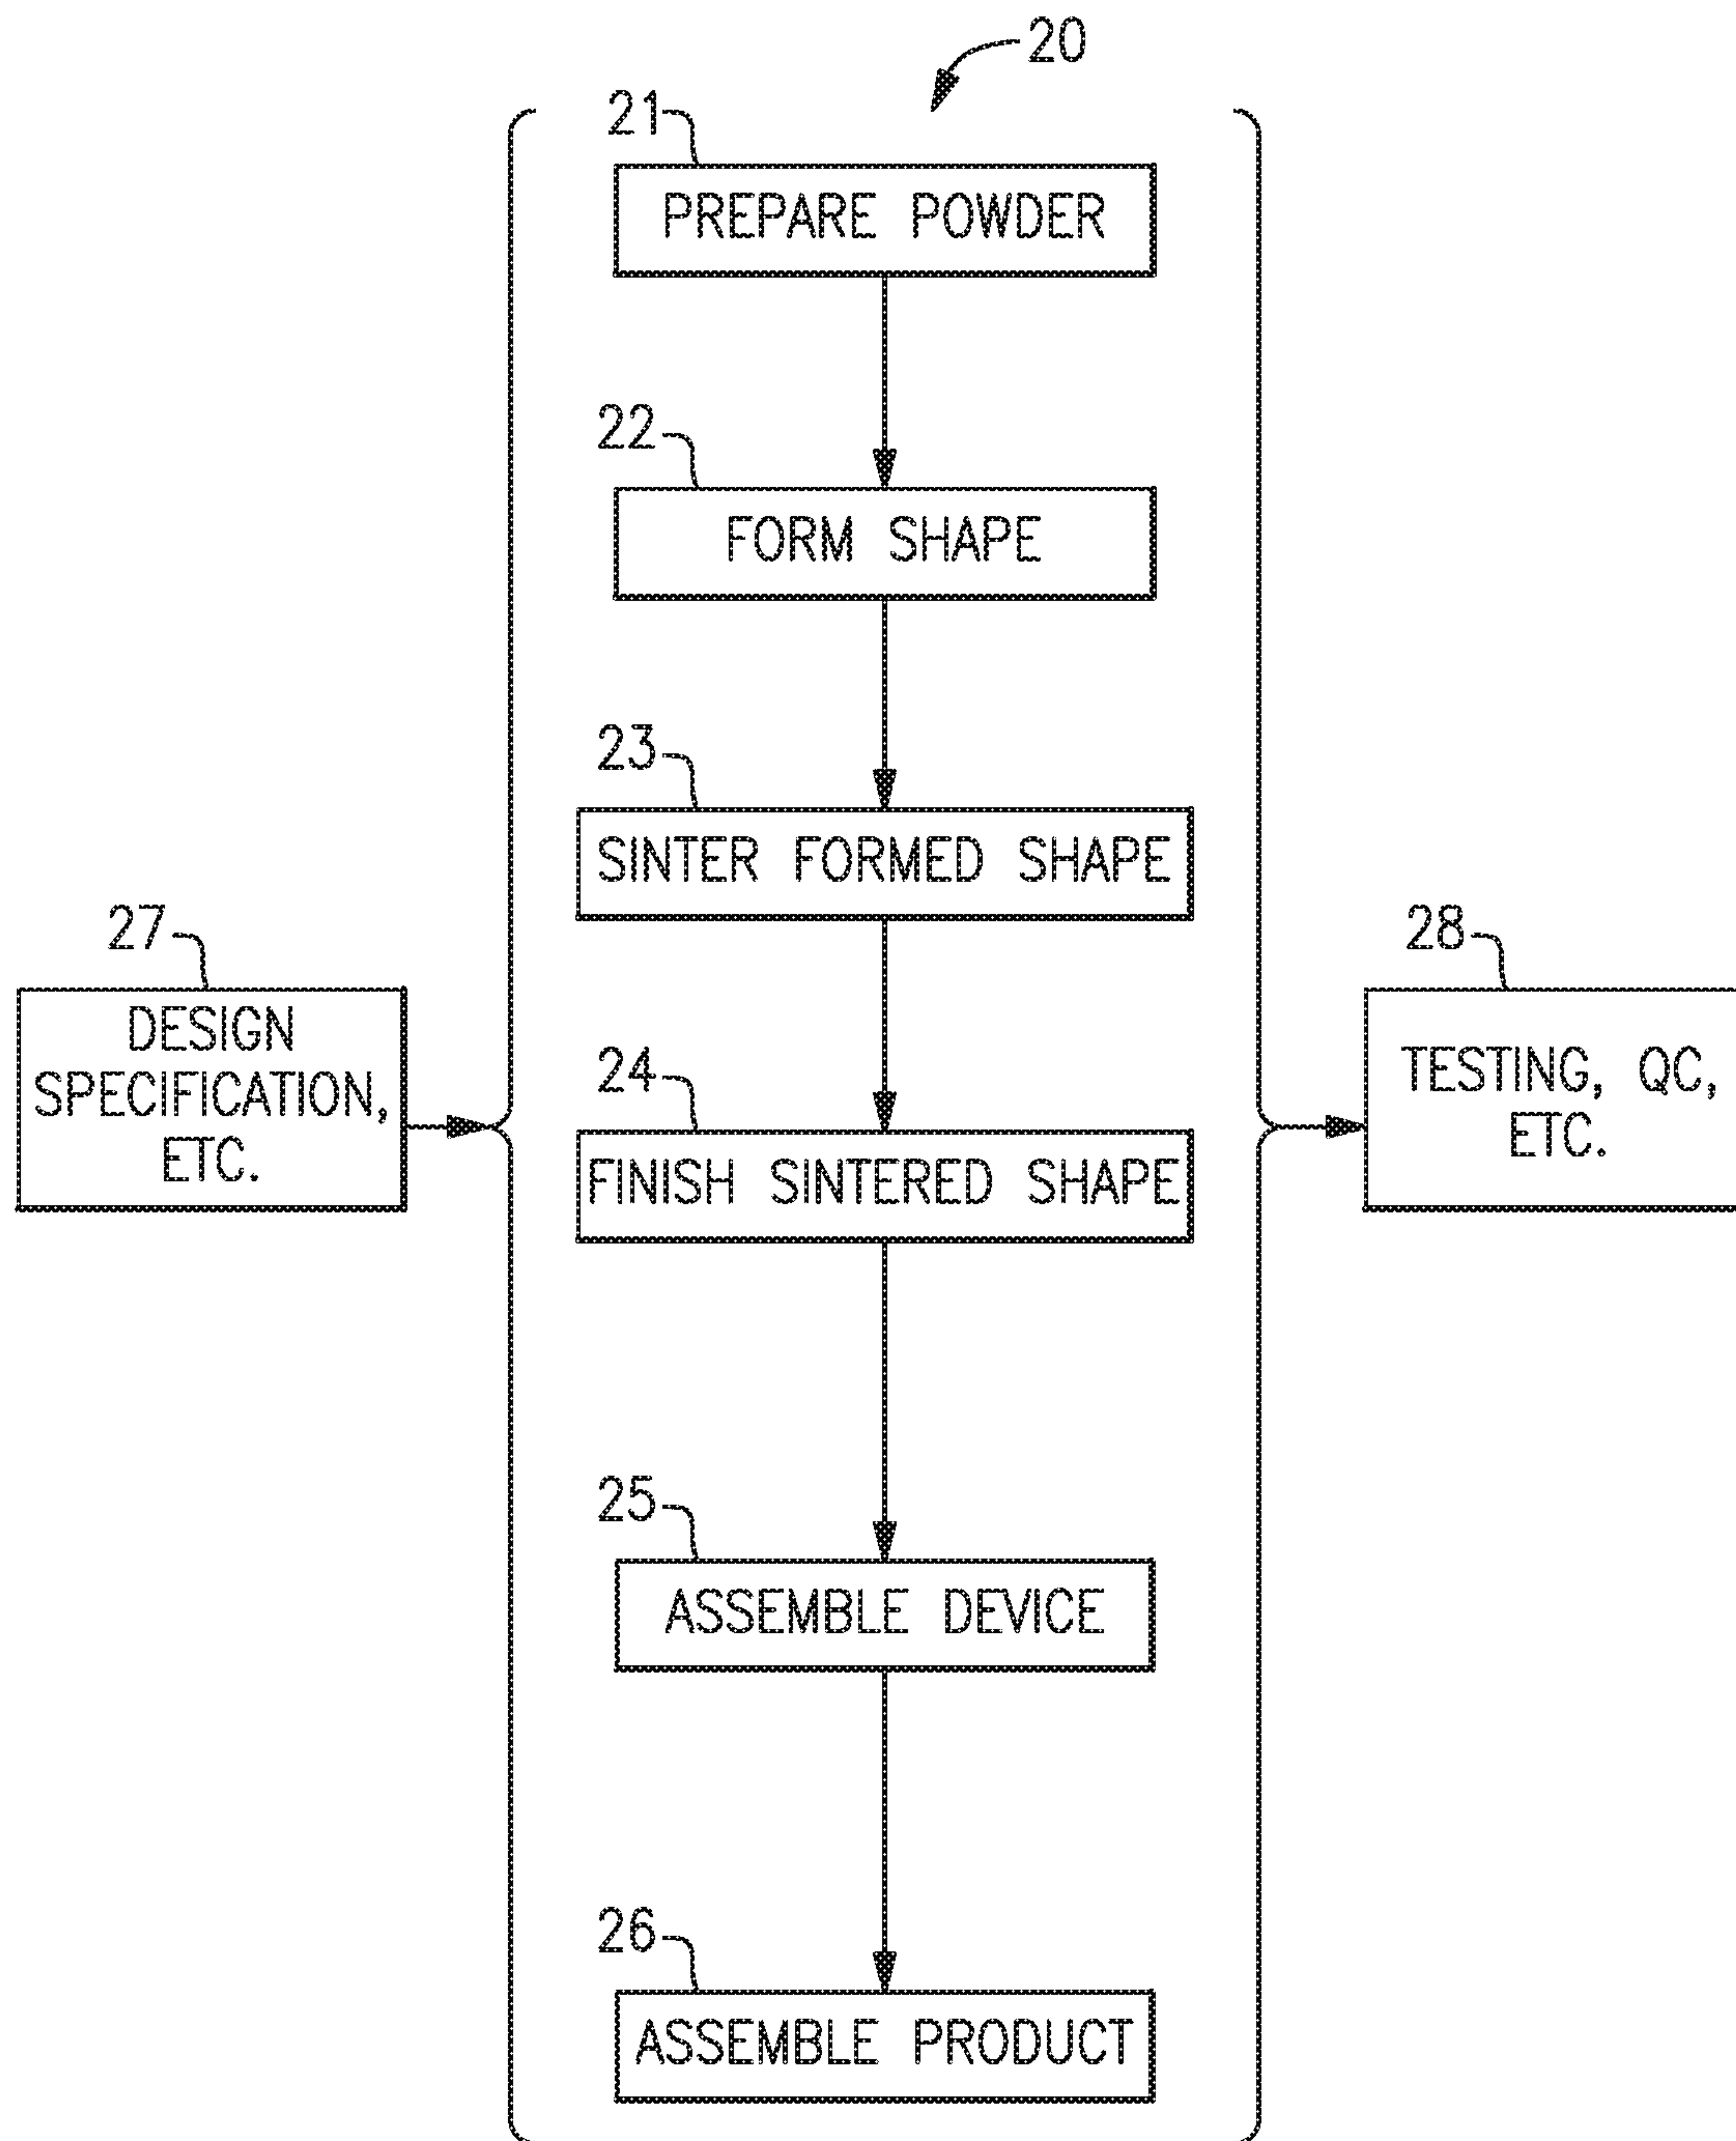 20
21
PREPARE POWDER
22
FORM SHAPE
23
SINTER FORMED SHAPE
27
DESIGN
SPECIFICATION,
ETC.
28
TESTING, QC,
ETC.
24
FINISH SINTERED SHAPE
25
ASSEMBLE DEVICE
26
ASSEMBLE PRODUCT